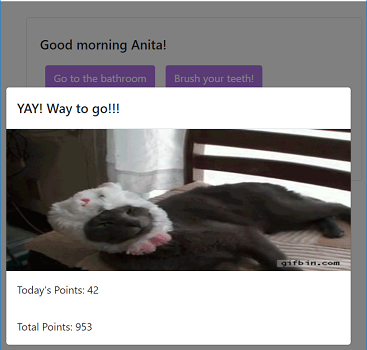 Good morning Anita!
Go to the bathroom Brush your teeth!
YAY! Way to go!!!
gifbin.com
Today's Points: 42
Total Points: 953